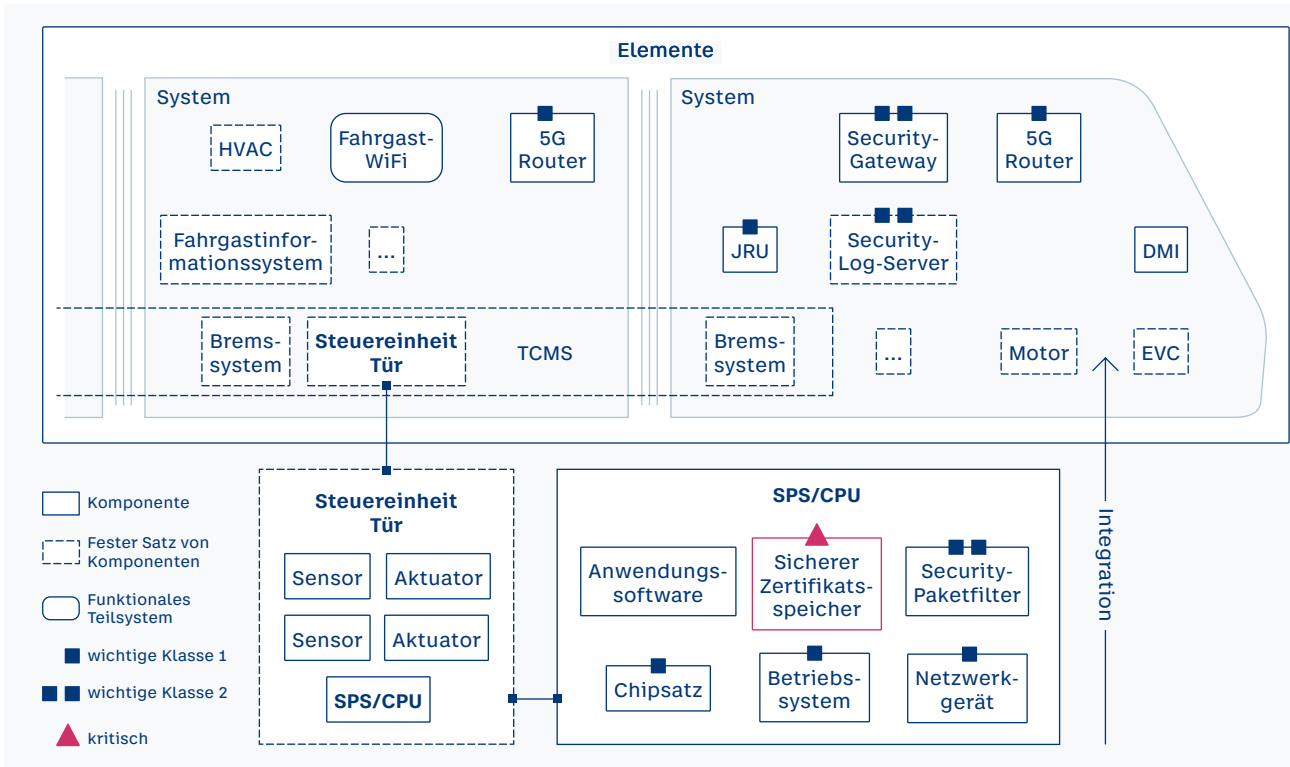 Elemente
System
HVAC
Fahrgast-
WiFi
5G
Router
Fahrgastinfor-
mationssystem
...
Brems-
system
Steuereinheit
Tür
TCMS
System
Security-
Gateway
5G
Router
JRU
Security-
Log-Server
DMI
Brems-
system
...
Motor
EVC
Komponente
Fester Satz von
Komponenten
Funktionales
Teilsystem
wichtige Klasse 1
wichtige Klasse 2
kritisch
Steuereinheit
Tür
Sensor
Aktuator
Sensor
Aktuator
SPS/CPU
SPS/CPU
Anwendungs-
software
Sicherer
Zertifikats-
speicher
Security-
Paketfilter
Chipsatz
Betriebs-
system
Netzwerk-
gerät
Integration